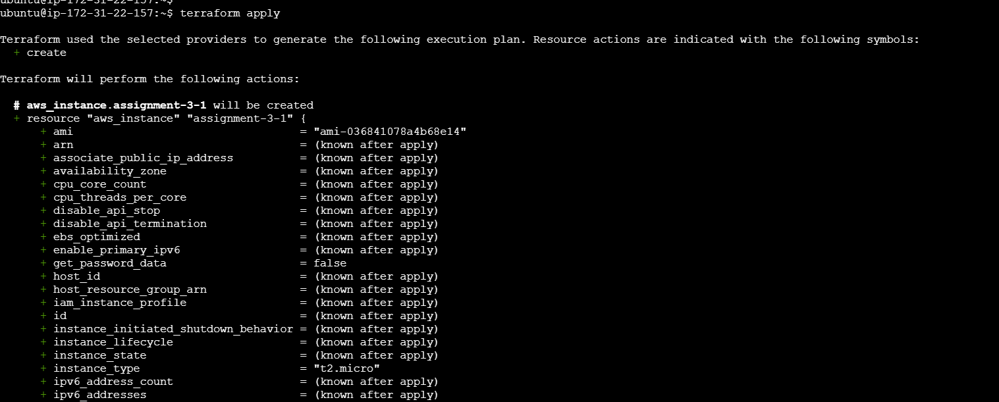 ubuntu@ip-172-31-22-157:~$
ubuntu@ip-172-31-22-157:~$ terraform apply
Terraform used the selected providers to generate the following execution plan. Resource actions are indicated with the following symbols:
+ create
Terraform will perform the following actions:
# aws_instance.assignment-3-1 will be created
+ resource "aws_instance" "assignment-3-1" {
+ ami = "ami-036841078a4b68e14"
+ arn = (known after apply)
+ associate_public_ip_address = (known after apply)
+ availability_zone = (known after apply)
+ cpu_core_count = (known after apply)
+ cpu_threads_per_core = (known after apply)
+ disable_api_stop = (known after apply)
+ disable_api_termination = (known after apply)
+ ebs_optimized = (known after apply)
+ enable_primary_ipv6 = (known after apply)
+ get_password_data = false
+ host_id = (known after apply)
+ host_resource_group_arn = (known after apply)
+ iam_instance_profile = (known after apply)
+ id = (known after apply)
+ instance_initiated_shutdown_behavior = (known after apply)
+ instance_lifecycle = (known after apply)
+ instance_state = (known after apply)
+ instance_type = "t2.micro"
+ ipv6_address_count = (known after apply)
+ ipv6_addresses = (known after apply)